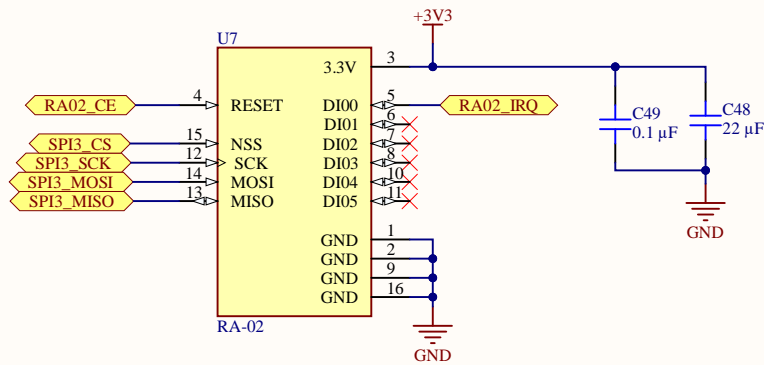 +3V3
U7
3.3V 3
RA02_CE 4 RESET DI00 5 RA02_IRQ
DI01 6
SPI3_CS 15 NSS DI02 7
SPI3_SCK 12 SCK DI03 8
SPI3_MOSI 14 MOSI DI04 10
SPI3_MISO 13 MISO DI05 11
C49
0.1 µF
C48
22 µF
GND
GND 1
GND 2
GND 9
GND 16
RA-02
GND